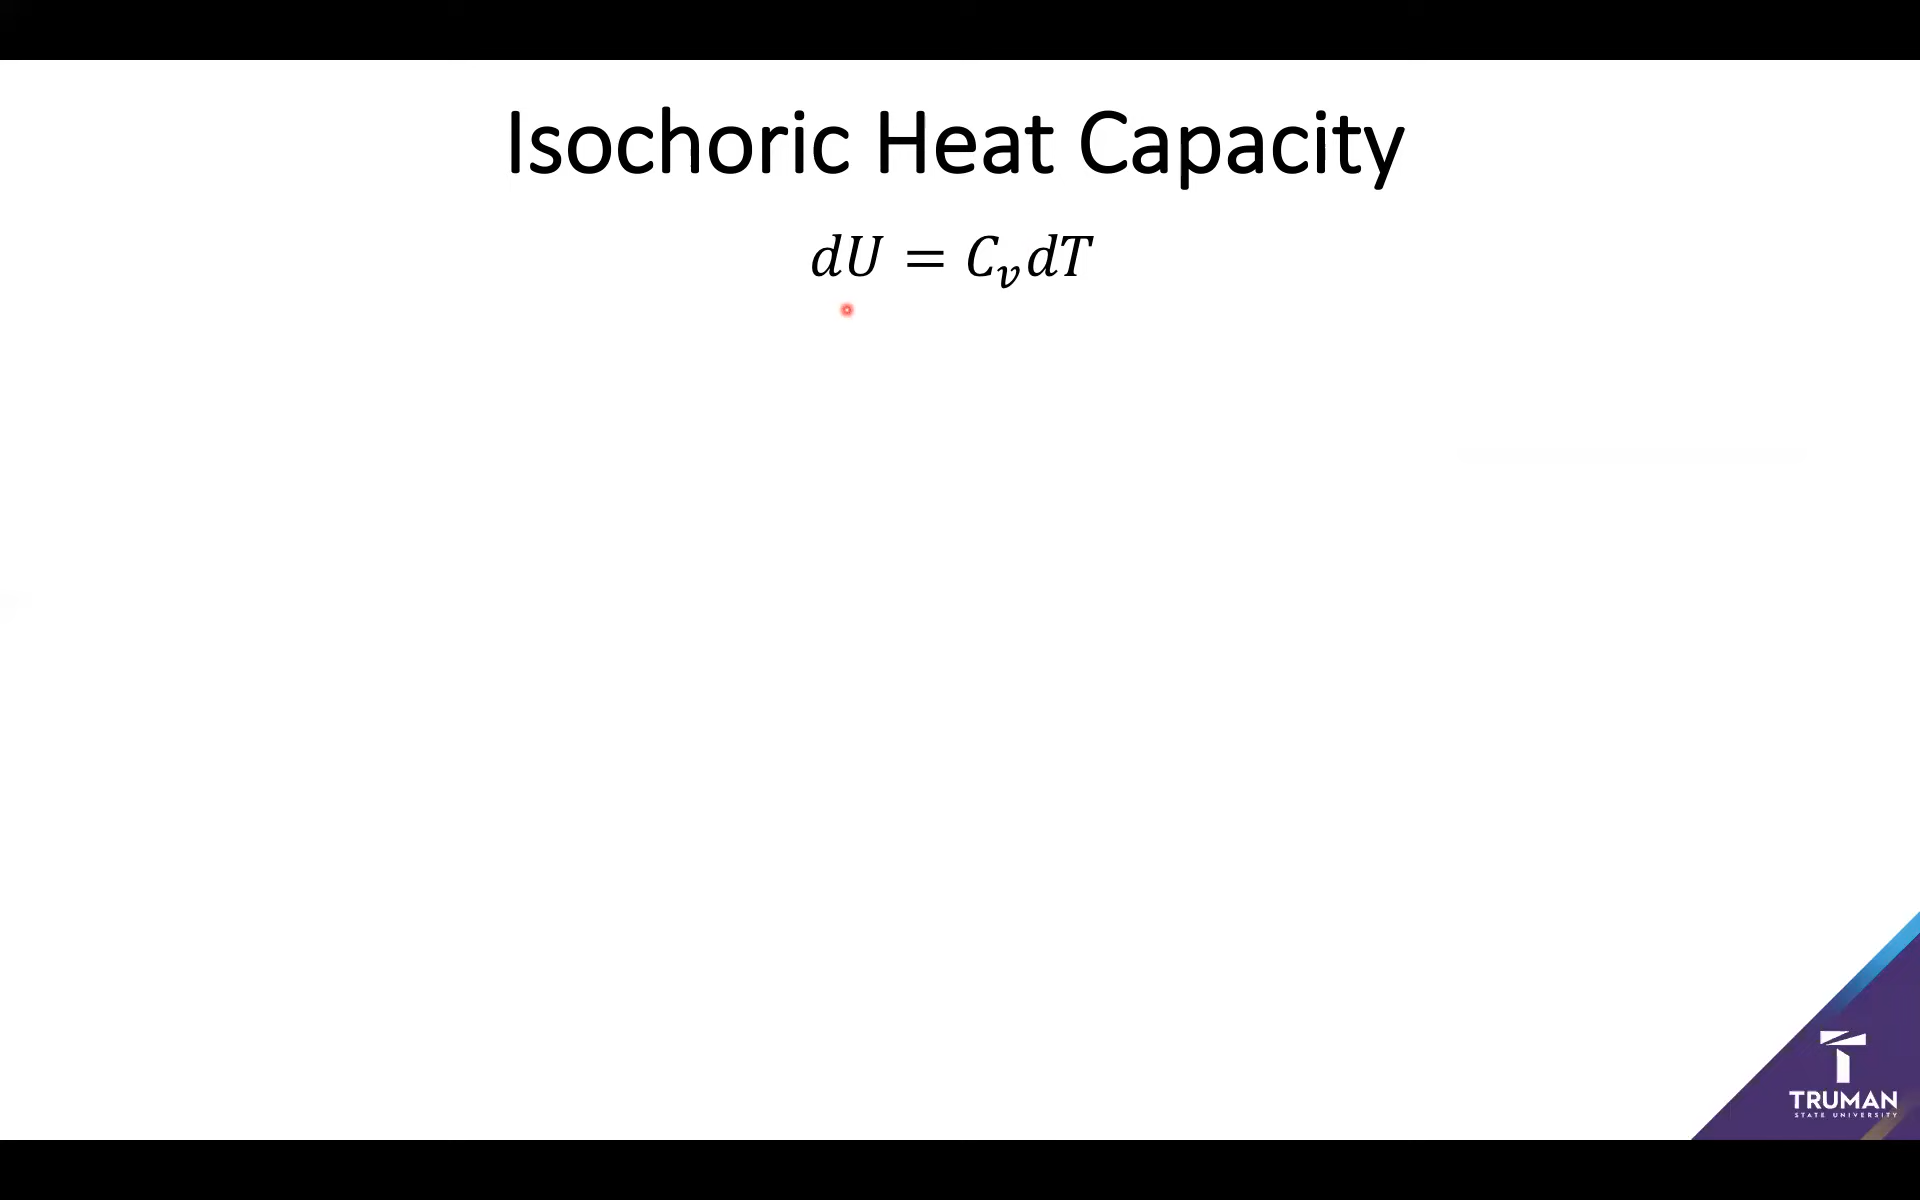 Isochoric Heat Capacity
dU = C_v dT
TRUMAN
STATE UNIVERSITY